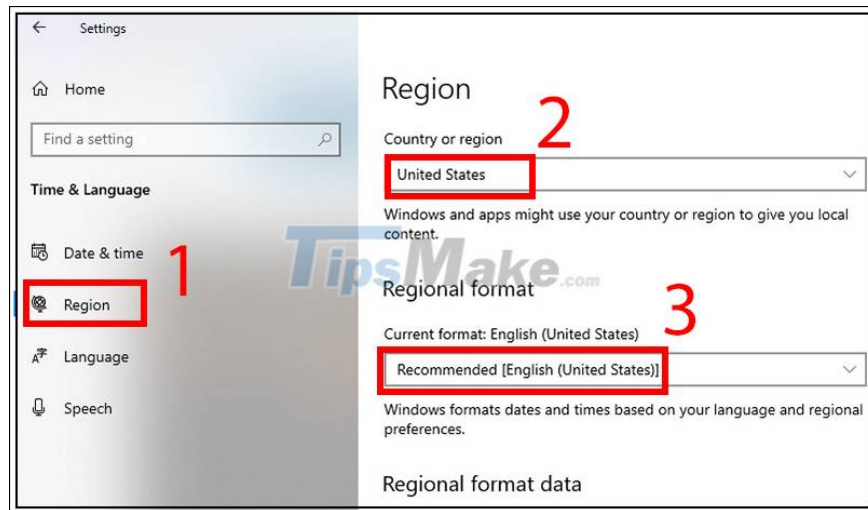 Settings
Home
Find a setting
Time & Language
Date & time
1
Region
Language
Speech
Region
2
Country or region
United States
Windows and apps might use your country or region to give you local
content.
TipsMake.com
Regional format
3
Current format: English (United States)
Recommended [English (United States)]
Windows formats dates and times based on your language and regional
preferences.
Regional format data